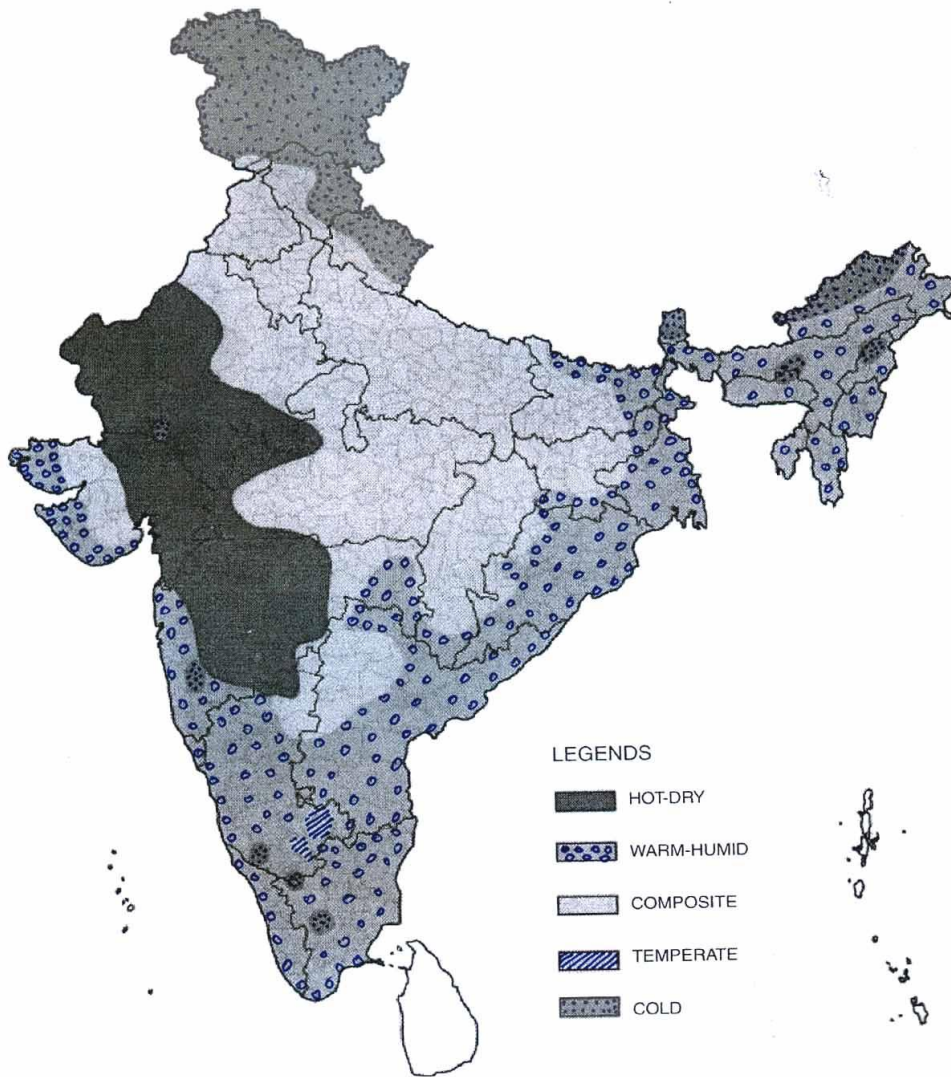 LEGENDS
HOT-DRY
WARM-HUMID
COMPOSITE
TEMPERATE
COLD